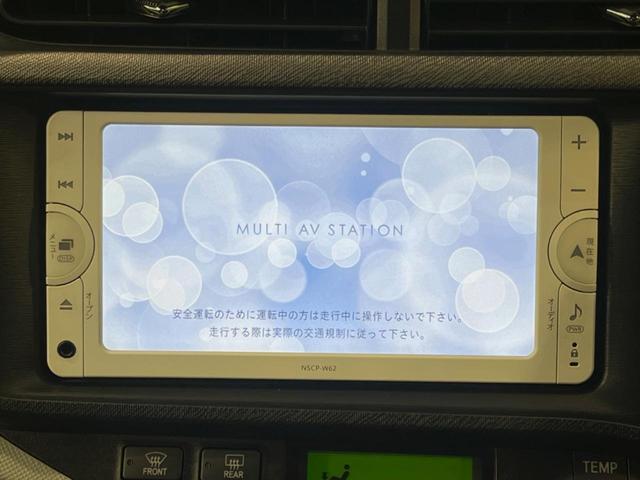 MULTI AV STATION
安全運転のために運転中の方は走行中に操作しないで下さい。
走行する際は実際の交通規制に従って下さい。
メニュー
DISP
オープン
+
−
現在地
オーディオ
PWR
NSCP-W62
FRONT
REAR
TEMP